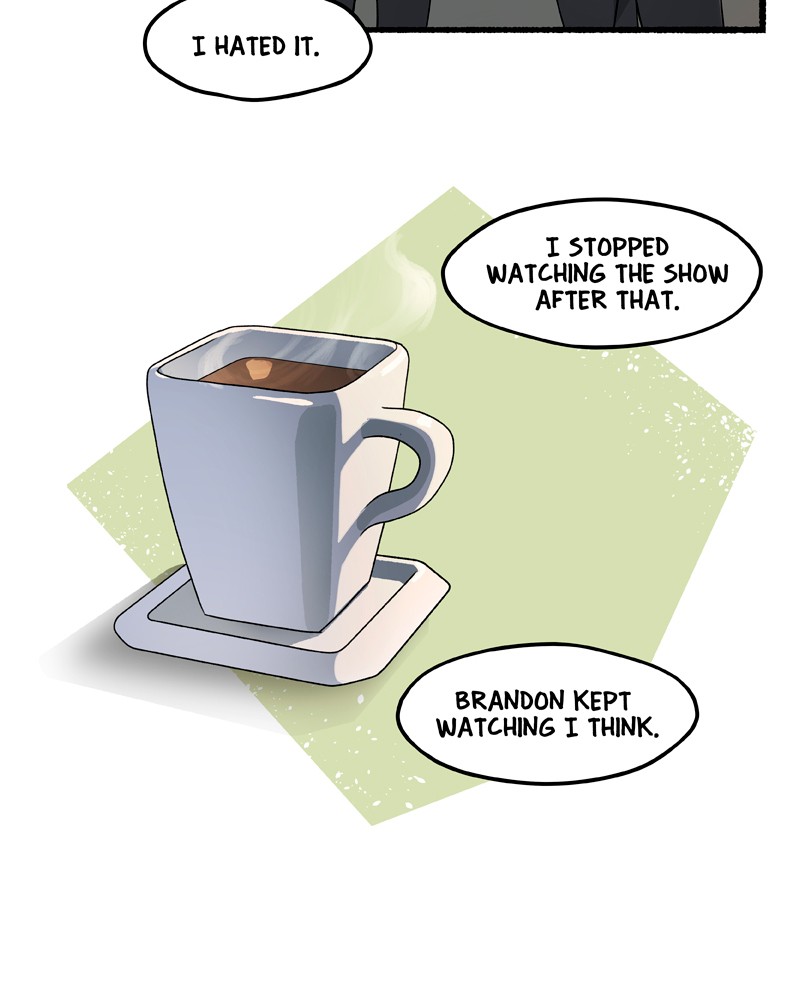 I HATED IT.
I STOPPED
WATCHING THE SHOW
AFTER THAT.
BRANDON KEPT
WATCHING I THINK.